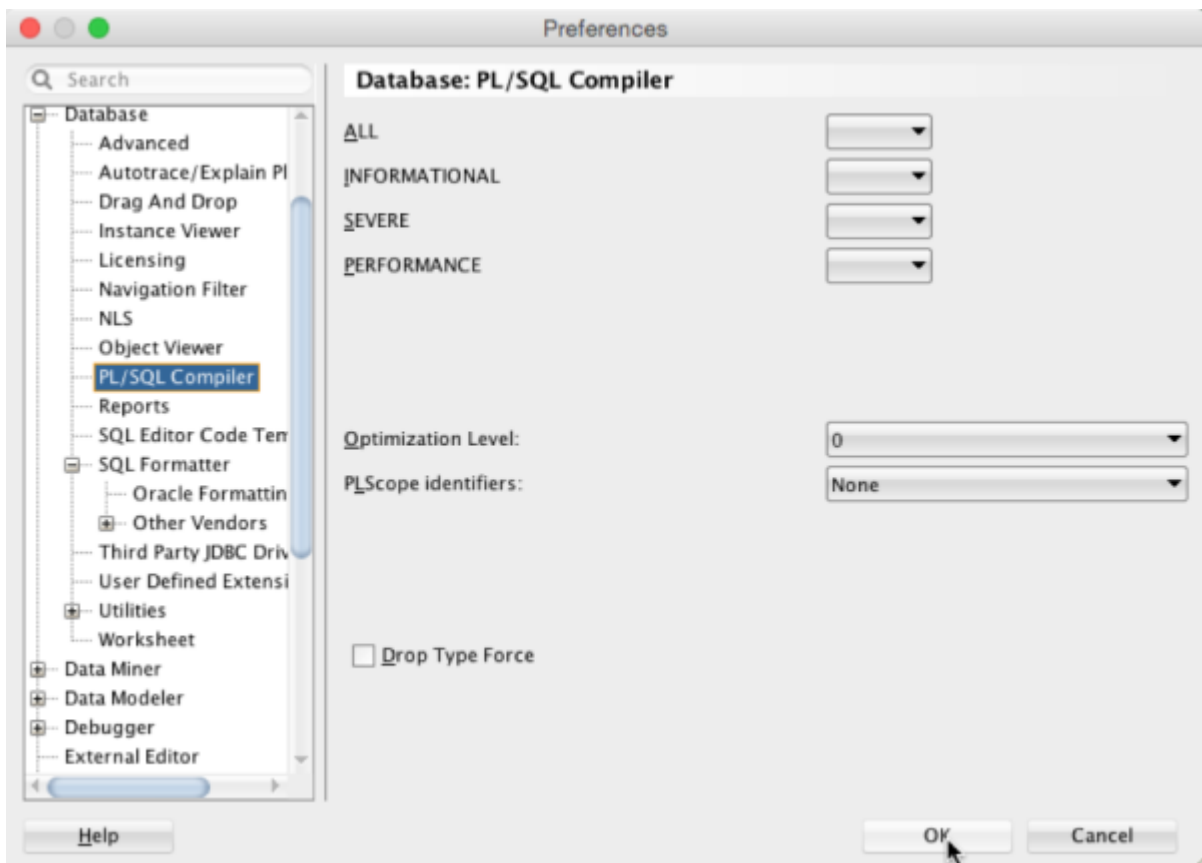 Preferences
Search
Database: PL/SQL Compiler
Database
Advanced
Autotrace/Explain Pl
Drag And Drop
Instance Viewer
Licensing
Navigation Filter
NLS
Object Viewer
PL/SQL Compiler
Reports
SQL Editor Code Tem
SQL Formatter
Oracle Formattin
Other Vendors
Third Party JDBC Driv
User Defined Extensi
Utilities
Worksheet
Data Miner
Data Modeler
Debugger
External Editor
ALL
INFORMATIONAL
SEVERE
PERFORMANCE
Optimization Level: 0
PLScope identifiers: None
Drop Type Force
Help OK Cancel